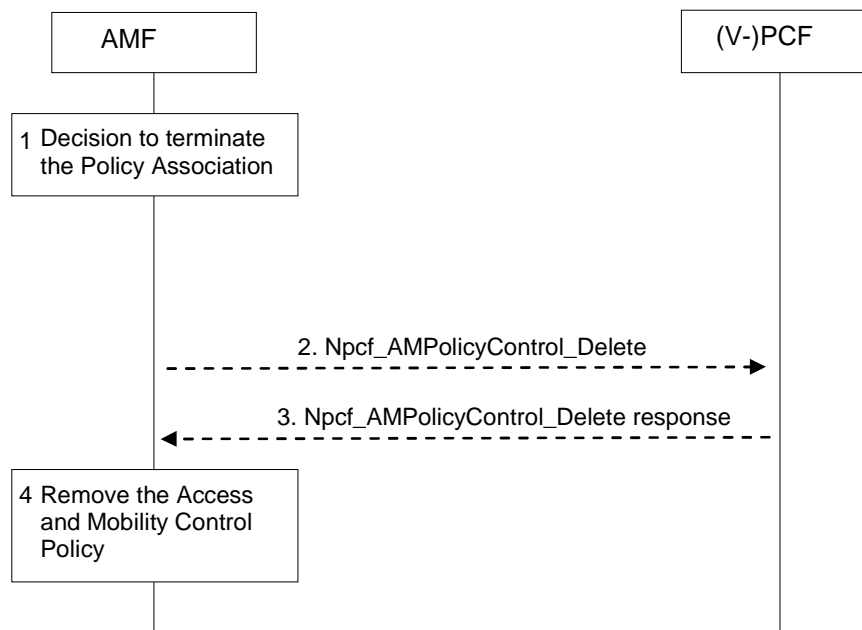 AMF
(V-)PCF
1 Decision to terminate
the Policy Association
2. Npcf_AMPolicyControl_Delete
3. Npcf_AMPolicyControl_Delete response
4 Remove the Access
and Mobility Control
Policy